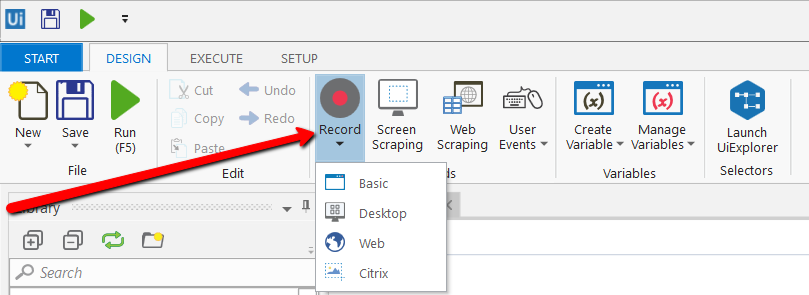 Ui
START DESIGN EXECUTE SETUP
New
Save
Run
(F5)
File
Cut
Copy
Paste
Undo
Redo
Edit
Record
Screen
Scraping
Web
Scraping
User
Events
ds
Create
Variable
Manage
Variables
Variables
Launch
UiExplorer
Selectors
Basic
Desktop
Web
Citrix
Library
Search